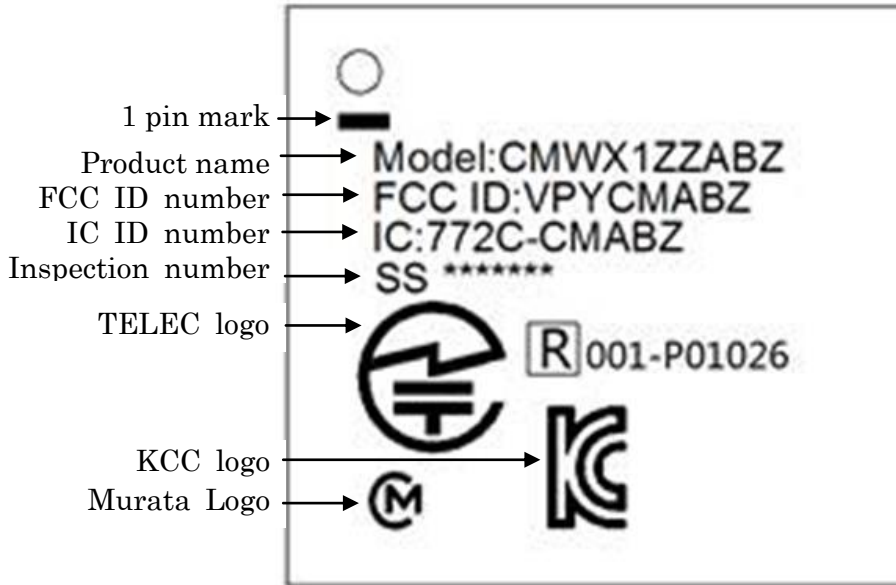 1 pin mark
Product name Model:CMWX1ZZABZ
FCC ID number FCC ID:VPYCMABZ
IC ID number IC:772C-CMABZ
Inspection number SS *******
TELEC logo R 001-P01026
KCC logo
Murata Logo